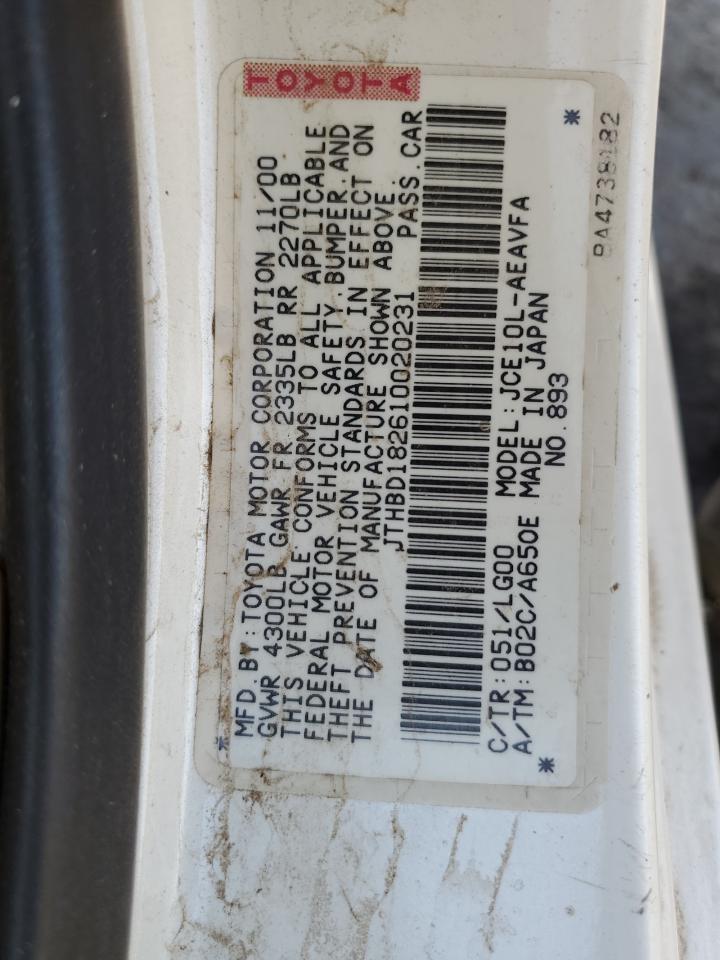 TOYOTA
MFD. BY: TOYOTA MOTOR CORPORATION 11/00
GVWR 4300LB GAWR FR 2335LB RR 2270LB
THIS VEHICLE CONFORMS TO ALL APPLICABLE
FEDERAL MOTOR VEHICLE SAFETY, BUMPER, AND
THEFT PREVENTION STANDARDS IN EFFECT ON
THE DATE OF MANUFACTURE SHOWN ABOVE.
JTHBD182610020231 PASS. CAR
C/TR: 051/LG00 MODEL: JCE10L-AEAVFA
A/TM: B02C/A650E MADE IN JAPAN
* NO. 893 *